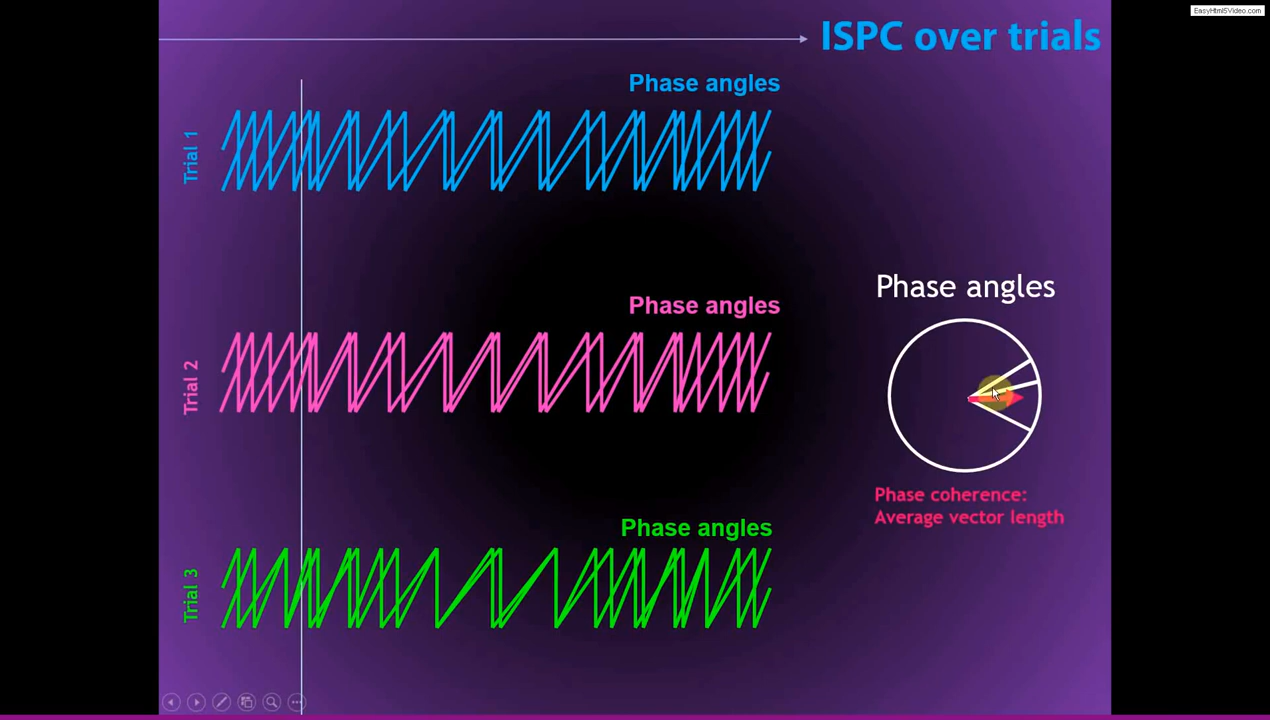 EasyHtml5Video.com
ISPC over trials
Phase angles
Trial 1
Phase angles
Trial 2
Phase angles
Phase coherence:
Average vector length
Phase angles
Trial 3